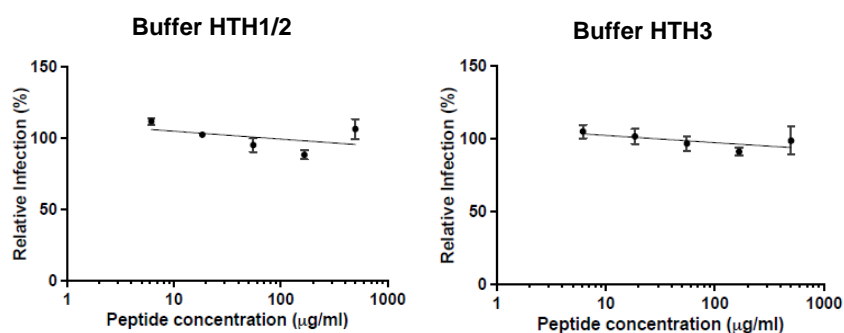 Buffer HTH1/2
Relative Infection (%)
150
100
50
0
1
10
100
1000
Peptide concentration (µg/ml)
Buffer HTH3
Relative Infection (%)
150
100
50
0
1
10
100
1000
Peptide concentration (µg/ml)